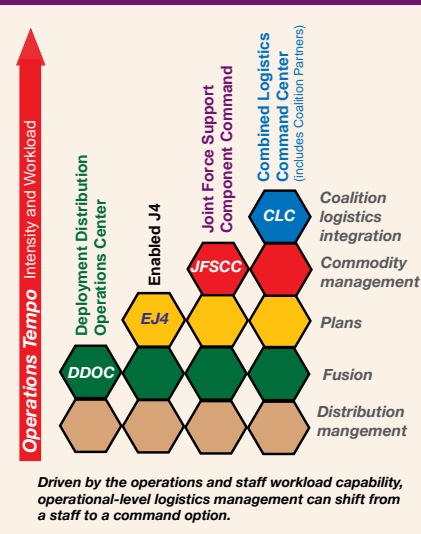 Operations Tempo Intensity and Workload
Deployment Distribution
Operations Center
Enabled J4
Joint Force Support
Component Command
Combined Logistics
Command Center
(includes Coalition Partners)
CLC
Coalition
logistics
integration
JFSCC
Commodity
management
EJ4
Plans
DDOC
Fusion
Distribution
mangement
Driven by the operations and staff workload capability,
operational-level logistics management can shift from
a staff to a command option.